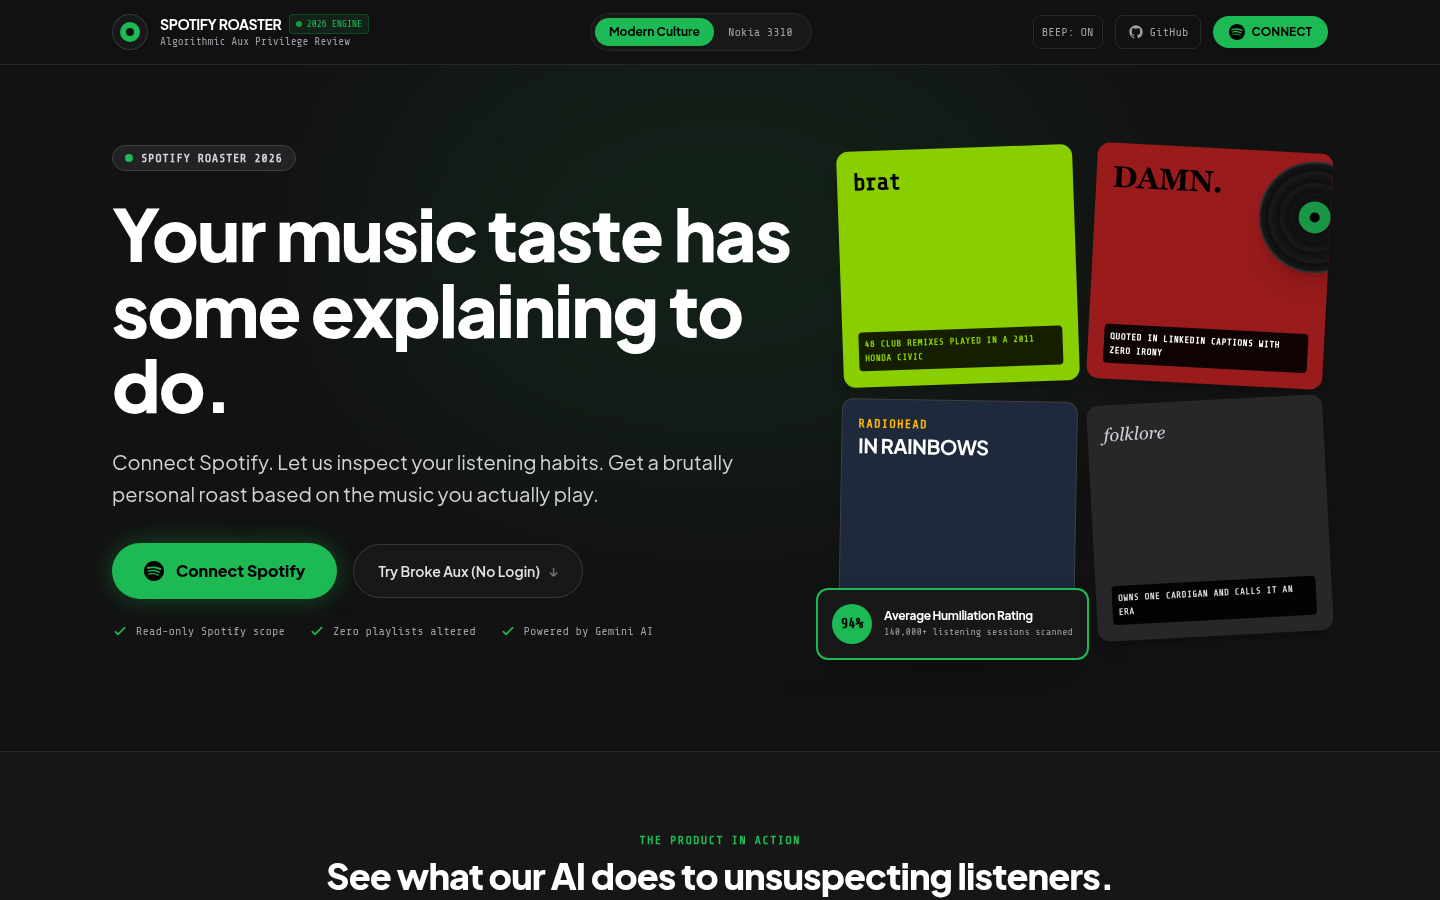 SPOTIFY ROASTER
2026 ENGINE
Algorithmic Aux Privilege Review
Modern Culture
Nokia 3310
BEEP: ON
GitHub
CONNECT
SPOTIFY ROASTER 2026
Your music taste has
some explaining to
do.
Connect Spotify. Let us inspect your listening habits. Get a brutally
personal roast based on the music you actually play.
Connect Spotify
Try Broke Aux (No Login) ↓
Read-only Spotify scope
Zero playlists altered
Powered by Gemini AI
brat
48 CLUB REMIXES PLAYED IN A 2011
HONDA CIVIC
DAMN.
QUOTED IN LINKEDIN CAPTIONS WITH
ZERO IRONY
RADIOHEAD
IN RAINBOWS
folklore
OWNS ONE CARDIGAN AND CALLS IT AN
ERA
94%
Average Humiliation Rating
140,000+ listening sessions scanned
THE PRODUCT IN ACTION
See what our AI does to unsuspecting listeners.